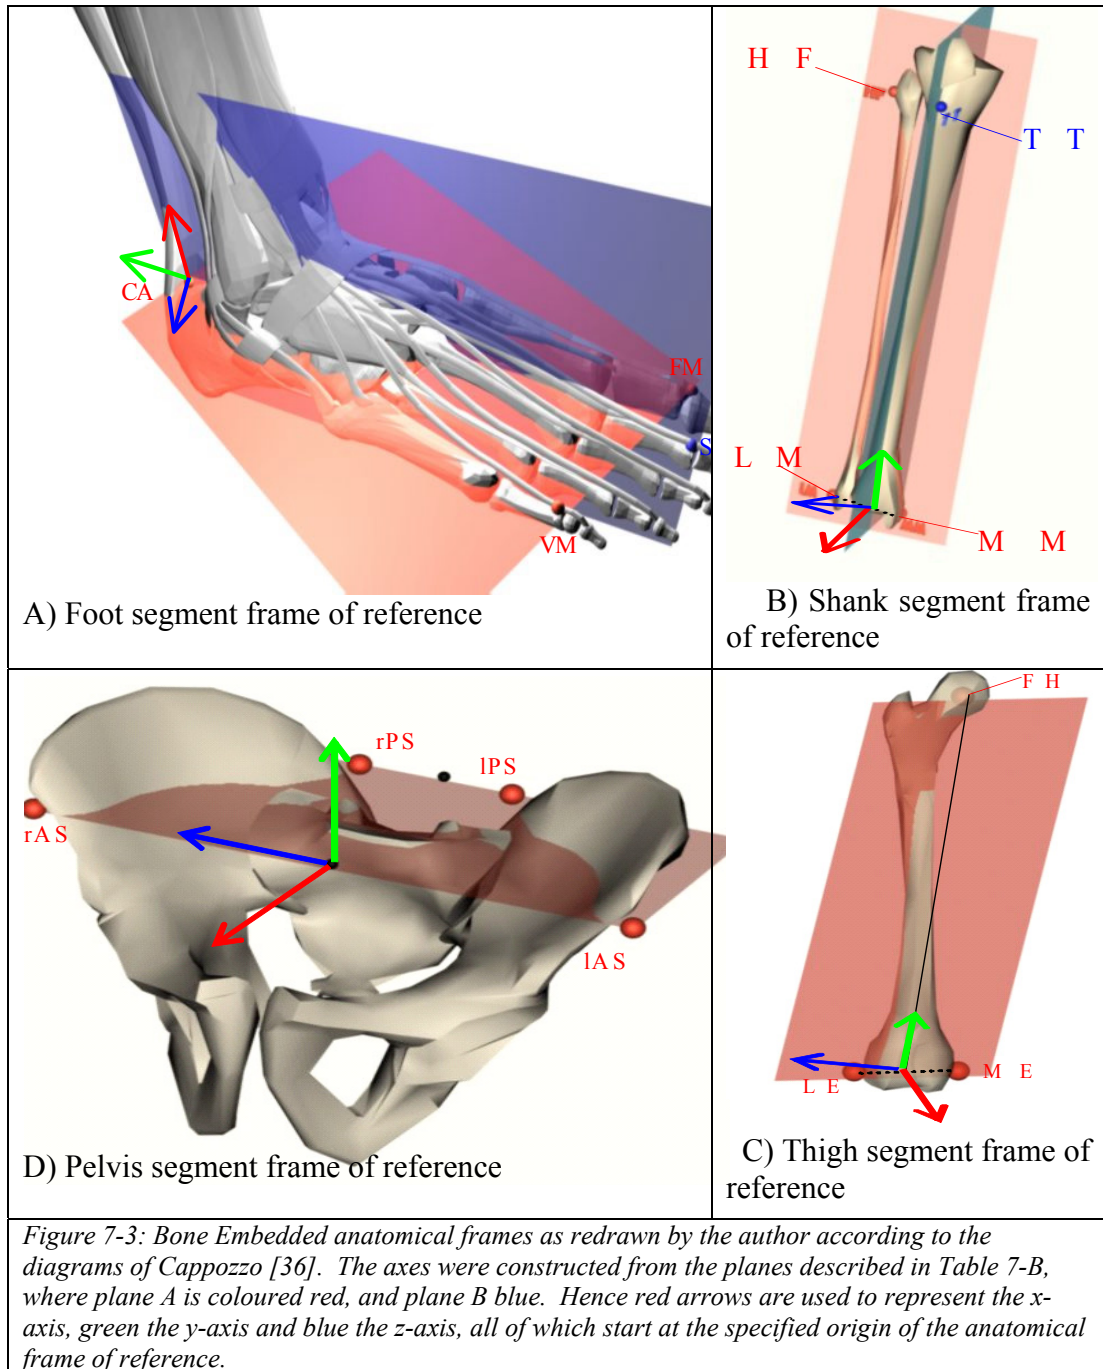 CA
FM
S
VM
A) Foot segment frame of reference
H F
T T
L M
M M
B) Shank segment frame
of reference
rPS
lPS
rAS
lAS
D) Pelvis segment frame of reference
F H
L E
M E
C) Thigh segment frame of
reference
Figure 7-3: Bone Embedded anatomical frames as redrawn by the author according to the
diagrams of Cappozzo [36]. The axes were constructed from the planes described in Table 7-B,
where plane A is coloured red, and plane B blue. Hence red arrows are used to represent the x-
axis, green the y-axis and blue the z-axis, all of which start at the specified origin of the anatomical
frame of reference.